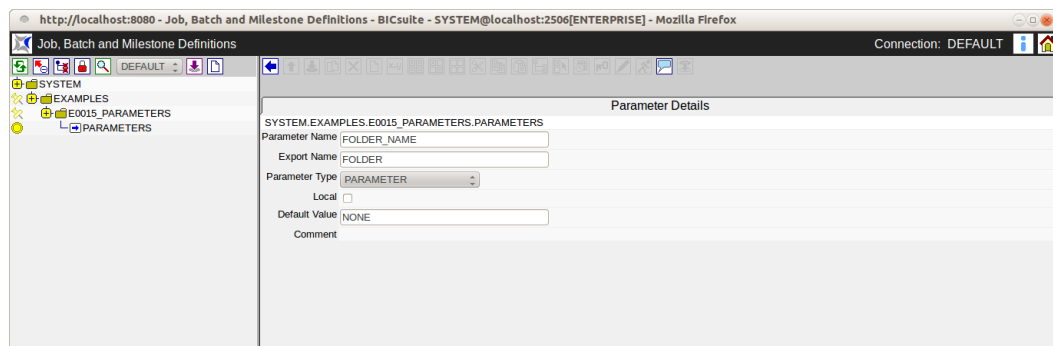 http://localhost:8080 - Job, Batch and Milestone Definitions - BICsuite - SYSTEM@localhost:2506[ENTERPRISE] - Mozilla Firefox
Job, Batch and Milestone Definitions
Connection: DEFAULT
DEFAULT
SYSTEM
EXAMPLES
E0015_PARAMETERS
PARAMETERS
Parameter Details
SYSTEM.EXAMPLES.E0015_PARAMETERS.PARAMETERS
Parameter Name FOLDER_NAME
Export Name FOLDER
Parameter Type PARAMETER
Local
Default Value NONE
Comment